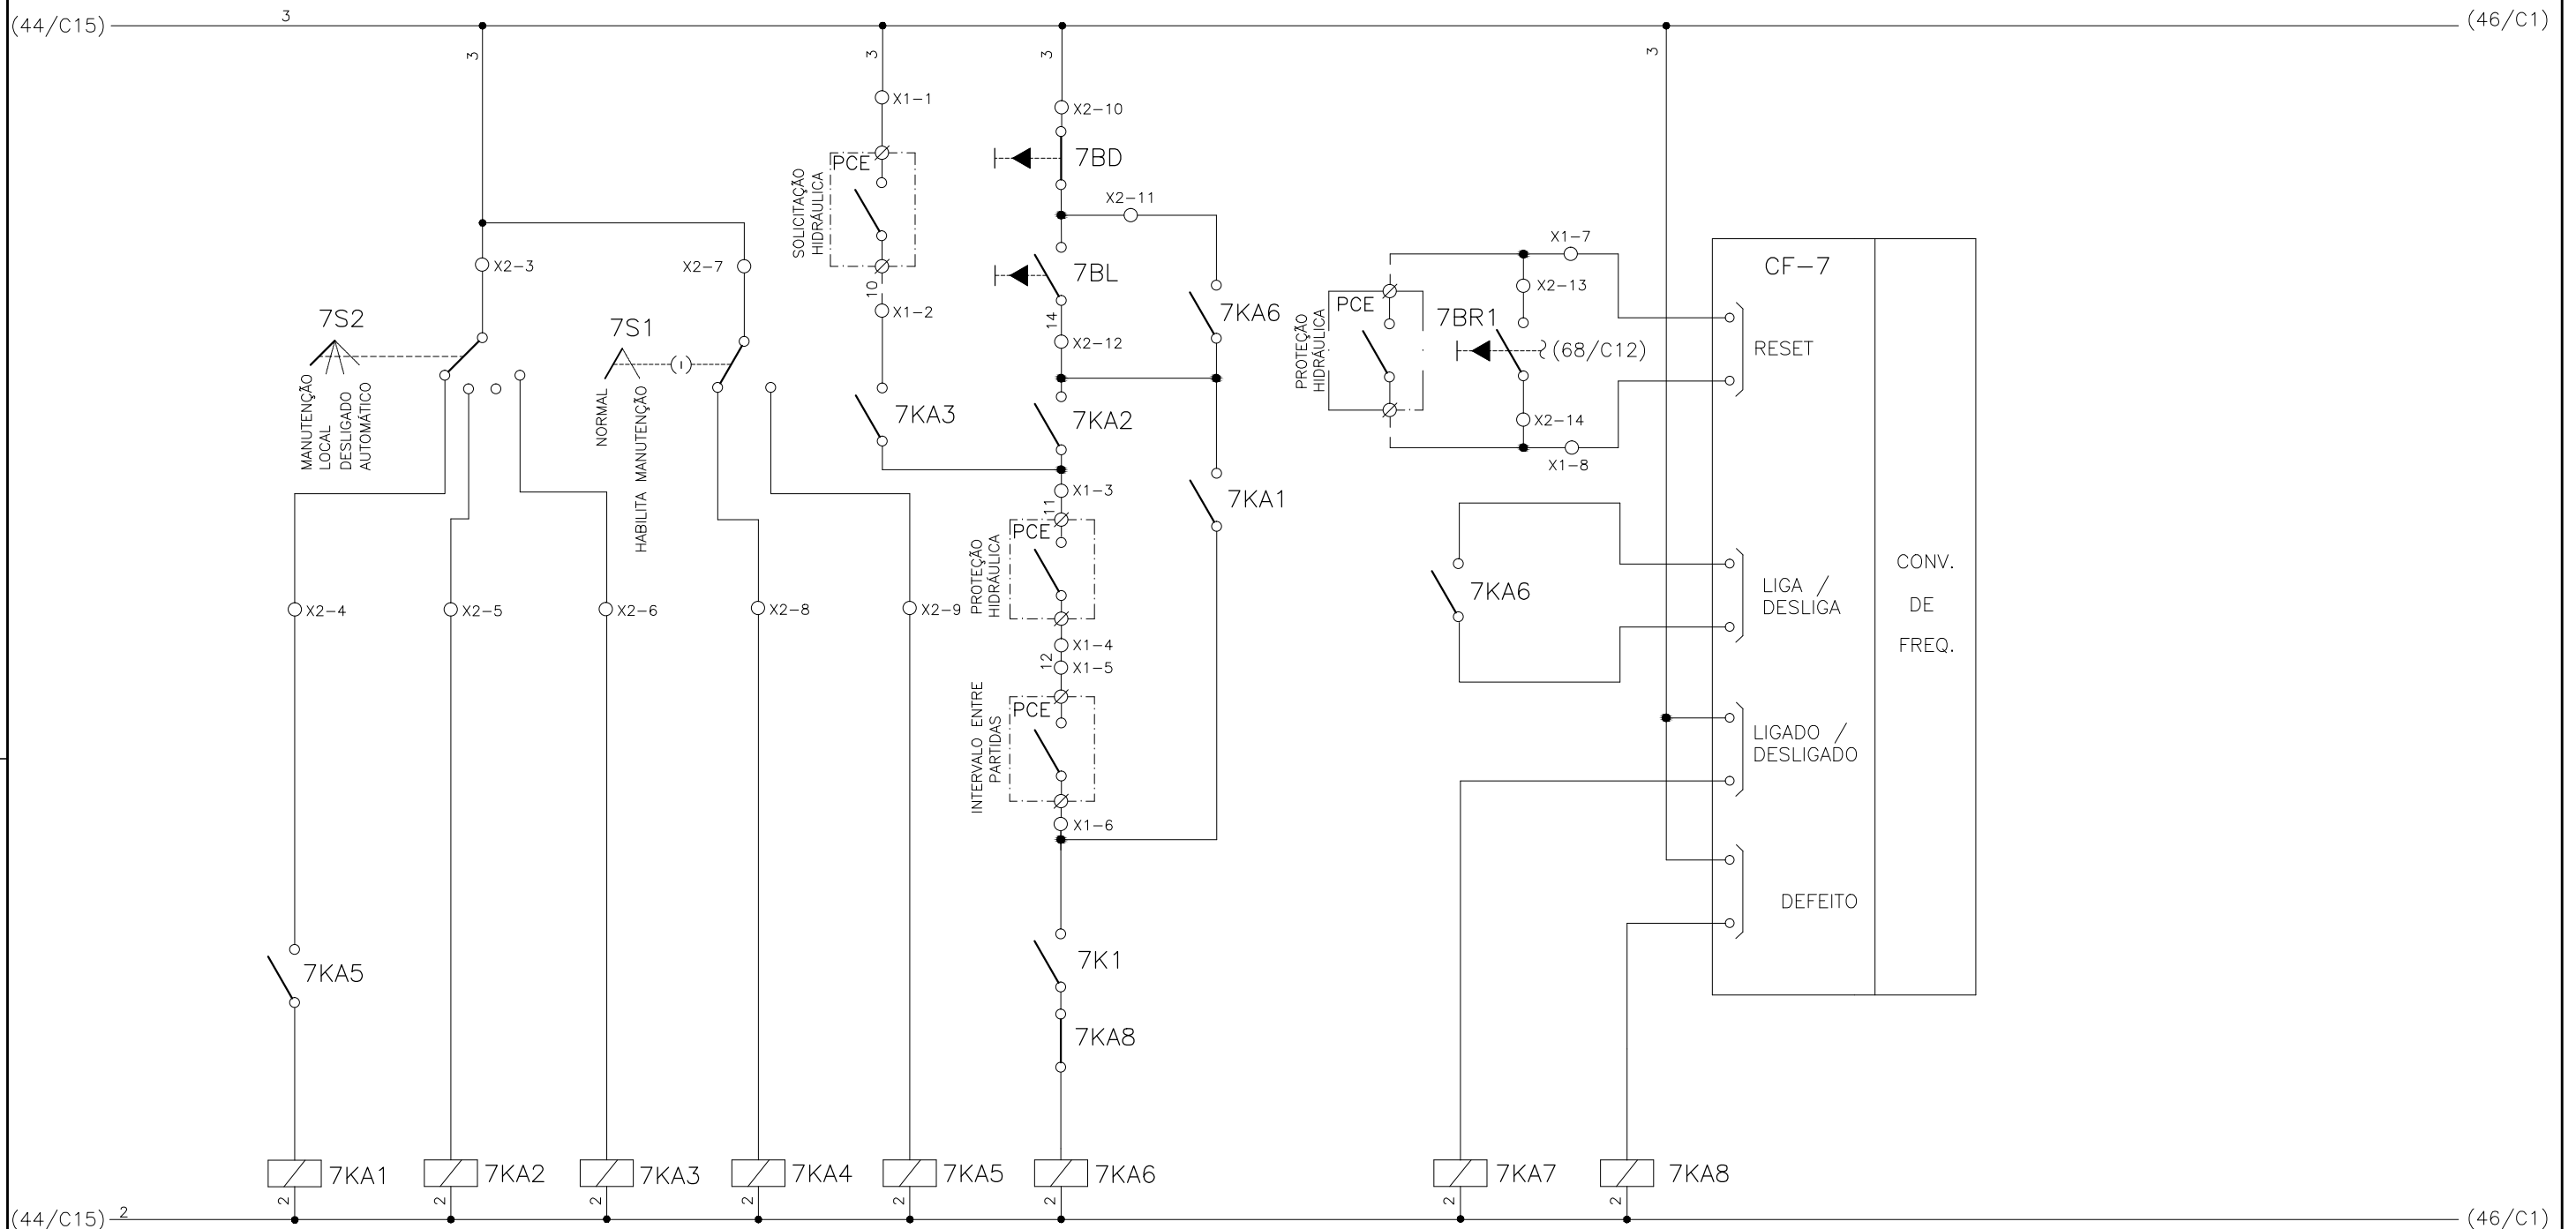 (44/C15)
3
(46/C1)
3
3
3
3
X1-1
X2-10
PCE
SOLICITAÇÃO
HIDRÁULICA
7BD
X2-11
X2-3
X2-7
10
X1-2
7BL
14
X2-12
7KA6
7S2
MANUTENÇÃO
LOCAL
DESLIGADO
AUTOMÁTICO
7S1
NORMAL
HABILITA MANUTENÇÃO
7KA3
7KA2
X1-7
X2-13
PCE
PROTEÇÃO
HIDRÁULICA
7BR1
(68/C12)
X2-14
X1-8
CF-7
RESET
X1-3
11
PCE
PROTEÇÃO
HIDRÁULICA
7KA1
X1-4
12
X1-5
PCE
INTERVALO ENTRE
PARTIDAS
X1-6
X2-4
X2-5
X2-6
X2-8
X2-9
7KA6
LIGA /
DESLIGA
CONV.
DE
FREQ.
LIGADO /
DESLIGADO
DEFEITO
7KA5
7K1
7KA8
7KA1
7KA2
7KA3
7KA4
7KA5
7KA6
7KA7
7KA8
2
2
2
2
2
2
2
2
(44/C15)
2
(46/C1)